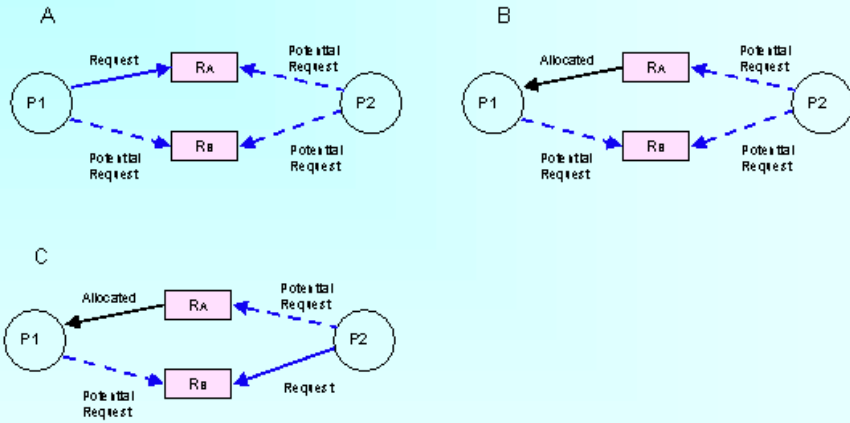 A
Request
Potential
Request
RA
P1
P2
RB
Potential
Request
Potential
Request
B
Allocated
Potential
Request
RA
P1
P2
RB
Potential
Request
Potential
Request
C
Allocated
Potential
Request
RA
P1
P2
RB
Potential
Request
Request